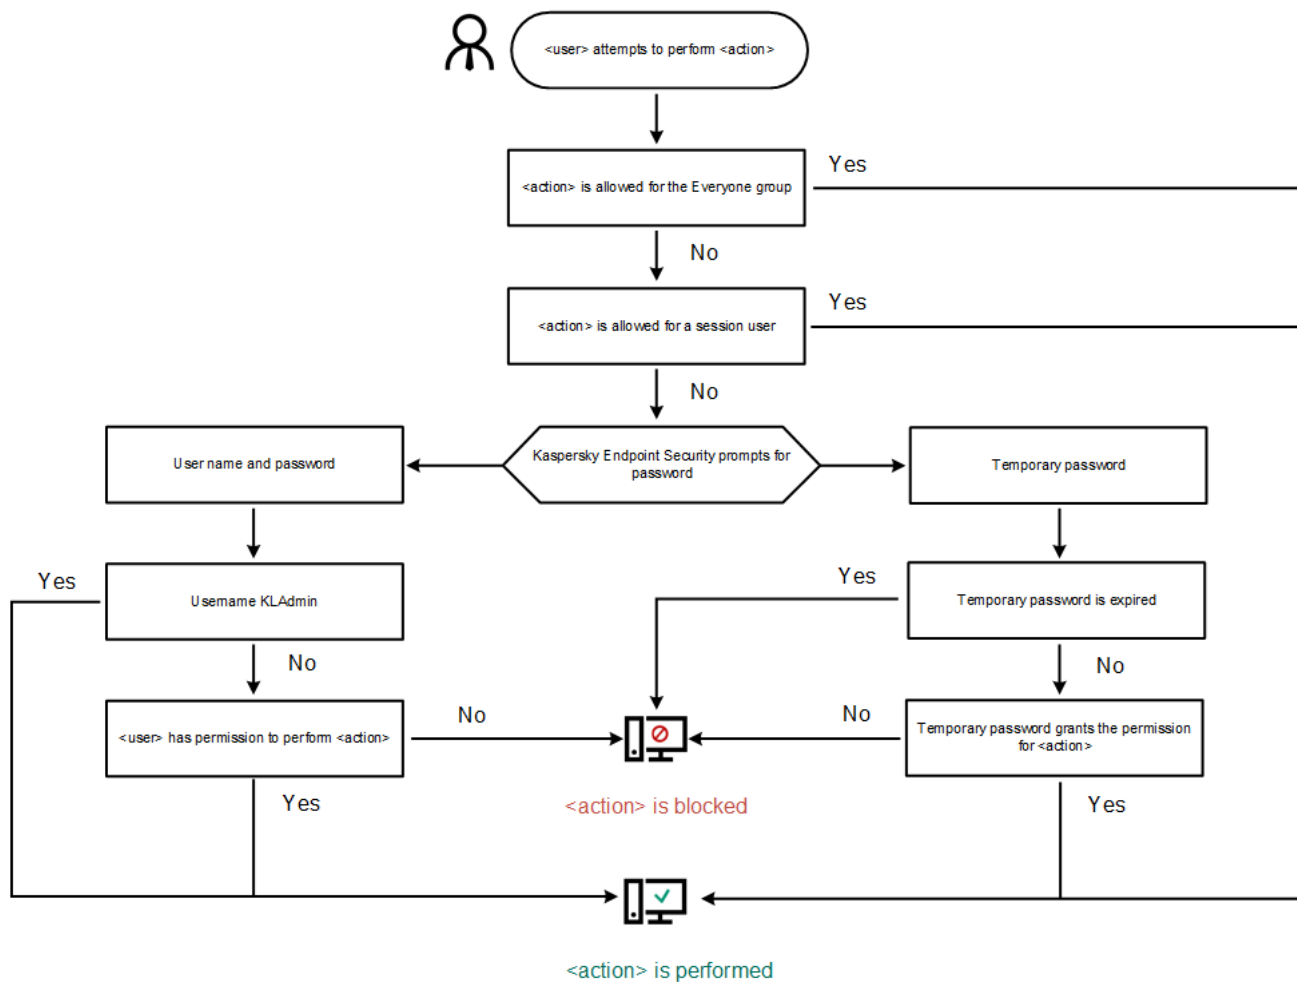 <user> attempts to perform <action>
Yes
<action> is allowed for the Everyone group
No
Yes
<action> is allowed for a session user
No
User name and password
Kaspersky Endpoint Security prompts for
password
Temporary password
Yes
Username KLAdmin
Yes
Temporary password is expired
No
No
<user> has permission to perform <action>
No
No
Temporary password grants the permission
for <action>
Yes
<action> is blocked
Yes
<action> is performed